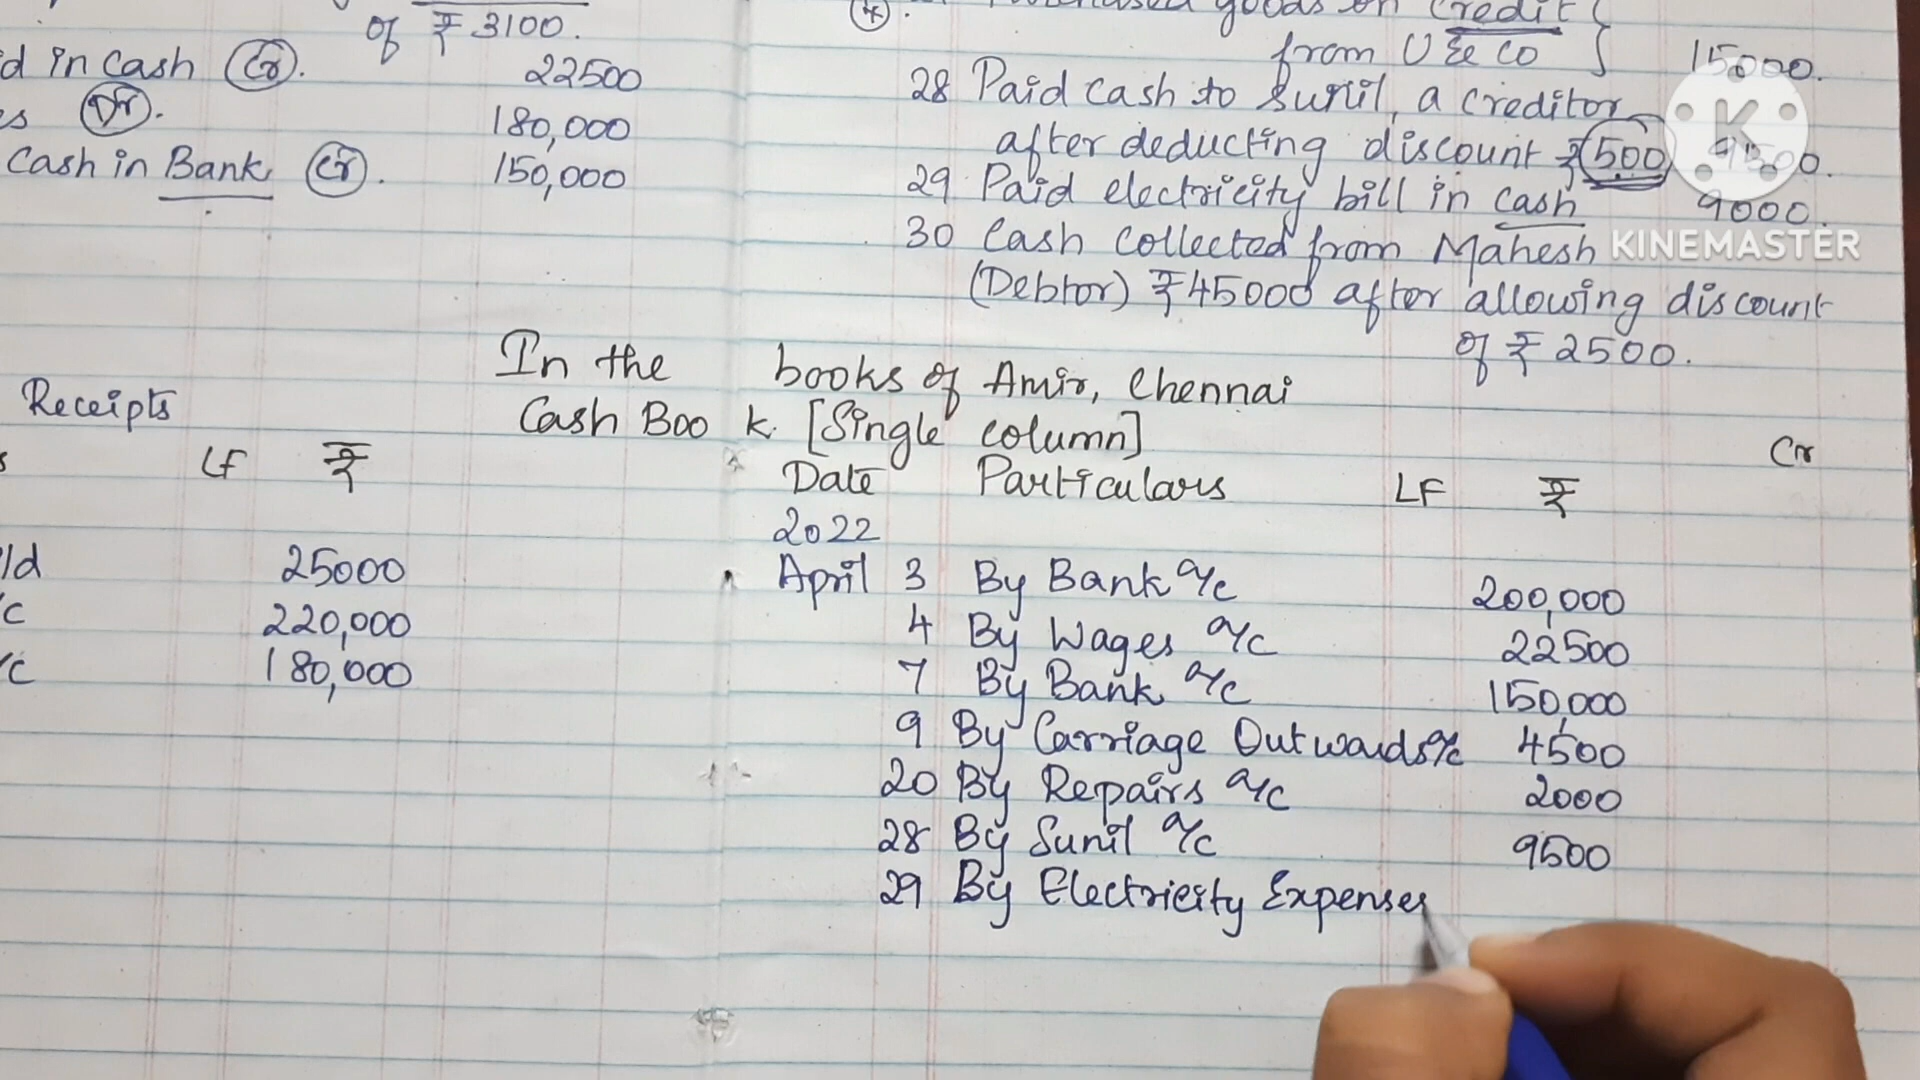 of ₹ 3100.
d in cash (Cr). 22500
es (Dr). 180,000
Cash in Bank (Cr). 150,000
goods on credit
from U & Co } 15000.
28 Paid cash to Sunil, a creditor
after deducting discount ₹500 9500.
29 Paid electricity bill in cash 9000.
30 Cash collected from Mahesh
(Debtor) ₹45000 after allowing discount
of ₹ 2500.
KINEMASTER
In the books of Amir, Chennai
Cash Book [Single column]
Receipts
Cr
s LF ₹
Date Particulars LF ₹
2022
/d 25000
/c 220,000
/c 180,000
April 3 By Bank a/c 200,000
4 By Wages a/c 22500
7 By Bank a/c 150,000
9 By Carriage Outwards a/c 4500
20 By Repairs a/c 2000
28 By Sunil a/c 9500
29 By Electricity Expenses